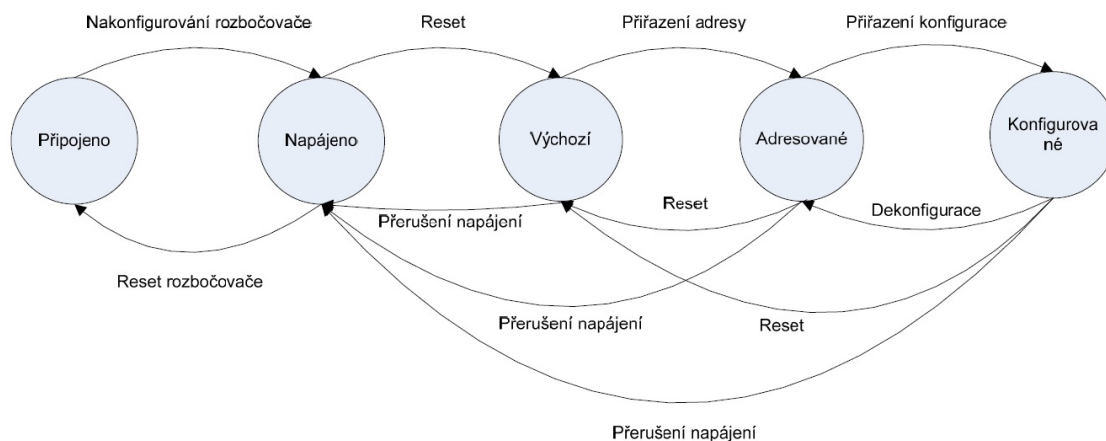 Nakonfigurování rozbočovače
Reset
Přiřazení adresy
Přiřazení konfigurace
Připojeno
Napájeno
Výchozí
Adresované
Konfigurova
né
Přerušení napájení
Reset
Dekonfigurace
Reset rozbočovače
Přerušení napájení
Reset
Přerušení napájení